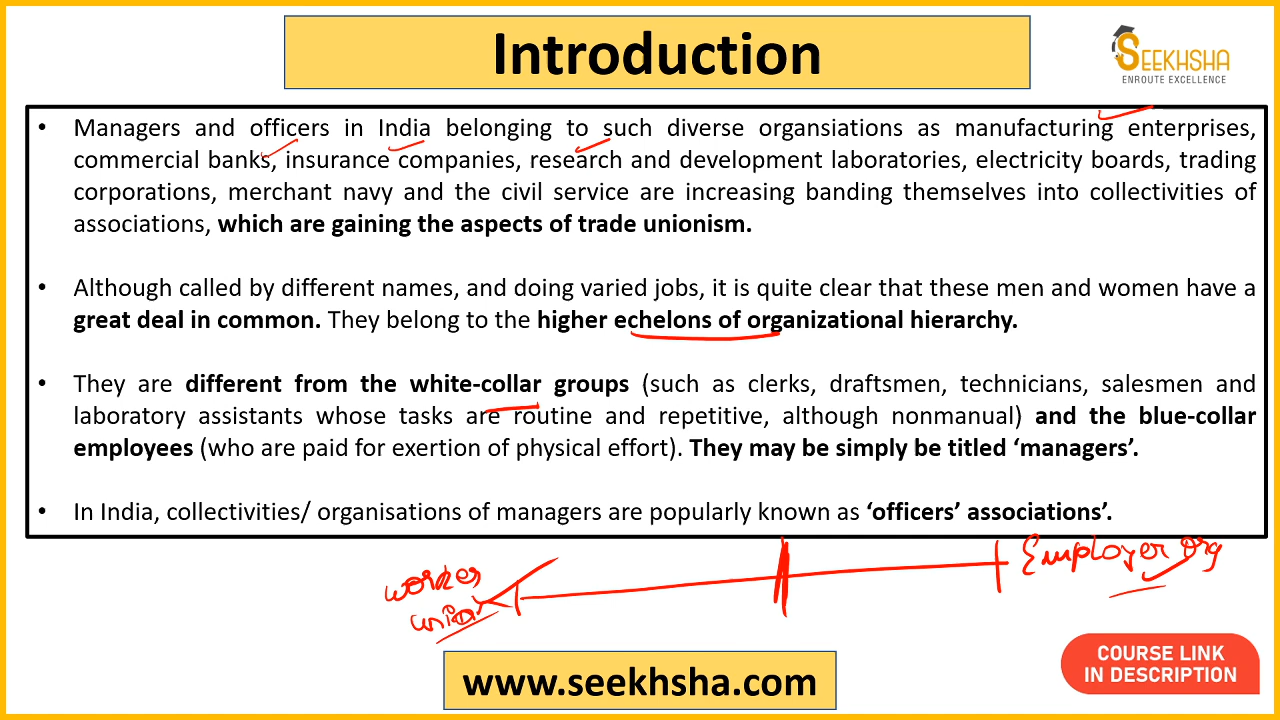 Introduction
SEEKHSHA
ENROUTE EXCELLENCE
• Managers and officers in India belonging to such diverse organsiations as manufacturing enterprises,
commercial banks, insurance companies, research and development laboratories, electricity boards, trading
corporations, merchant navy and the civil service are increasing banding themselves into collectivities of
associations, which are gaining the aspects of trade unionism.
• Although called by different names, and doing varied jobs, it is quite clear that these men and women have a
great deal in common. They belong to the higher echelons of organizational hierarchy.
• They are different from the white-collar groups (such as clerks, draftsmen, technicians, salesmen and
laboratory assistants whose tasks are routine and repetitive, although nonmanual) and the blue-collar
employees (who are paid for exertion of physical effort). They may be simply be titled ‘managers’.
• In India, collectivities/ organisations of managers are popularly known as ‘officers’ associations’.
worker
union
Employer org
www.seekhsha.com
COURSE LINK
IN DESCRIPTION